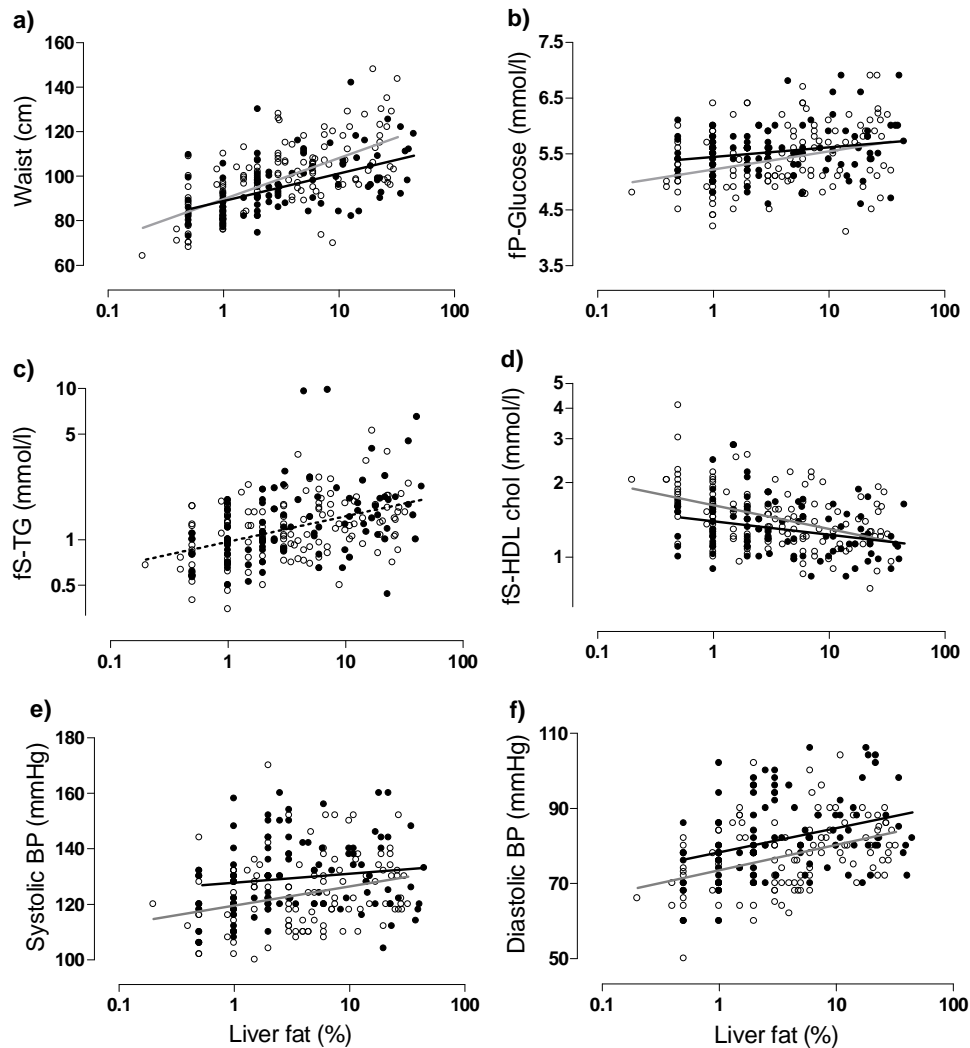 a)
Waist (cm)
160
140
120
100
80
60
0.1 1 10 100
b)
fP-Glucose (mmol/l)
7.5
6.5
5.5
4.5
3.5
0.1 1 10 100
c)
fS-TG (mmol/l)
10
5
1
0.5
0.1 1 10 100
d)
fS-HDL chol (mmol/l)
5
4
3
2
1
0.1 1 10 100
e)
Systolic BP (mmHg)
180
160
140
120
100
0.1 1 10 100
Liver fat (%)
f)
Diastolic BP (mmHg)
110
90
70
50
0.1 1 10 100
Liver fat (%)